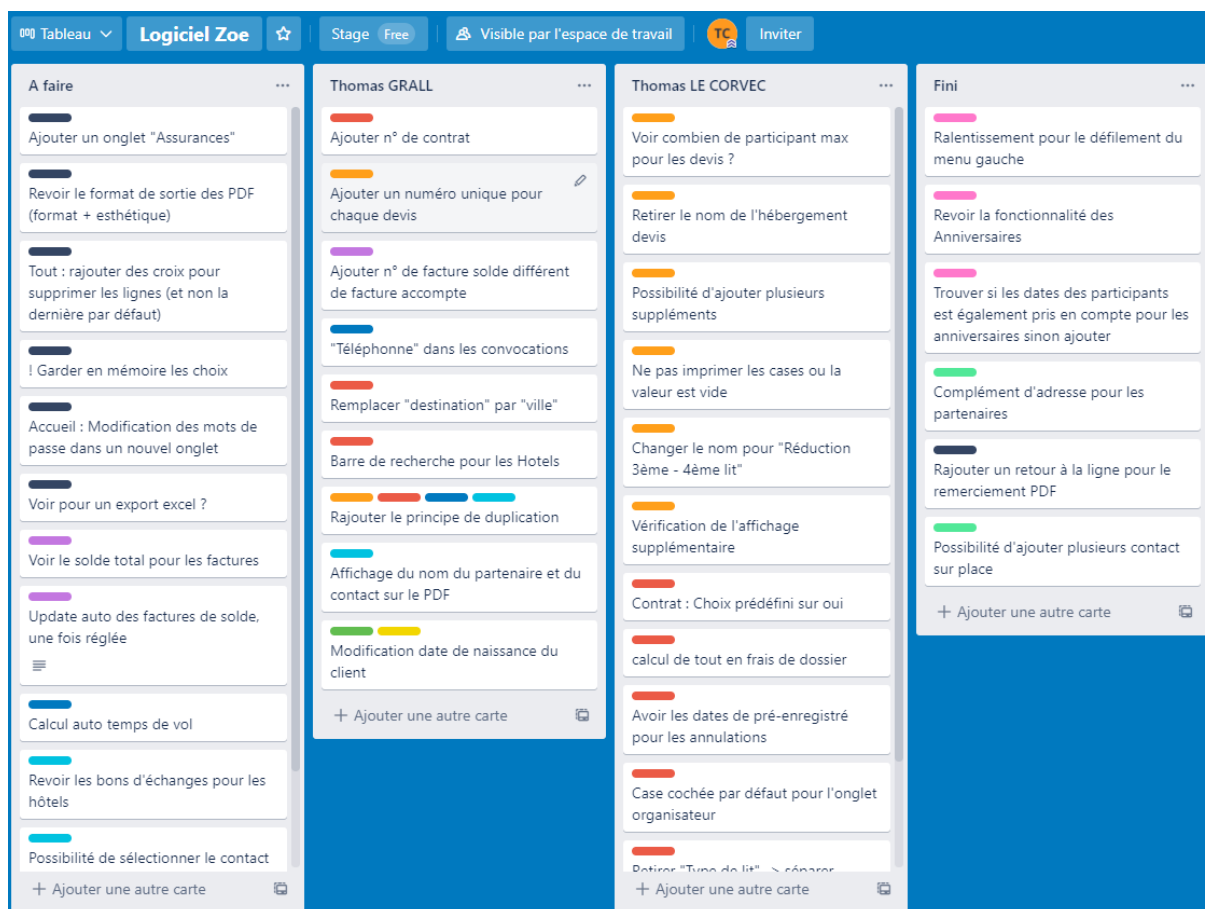 Tableau
Logiciel Zoe
Stage Free
Visible par l'espace de travail
TC
Inviter
A faire
Ajouter un onglet "Assurances"
Revoir le format de sortie des PDF
(format + esthétique)
Tout : rajouter des croix pour
supprimer les lignes (et non la
dernière par défaut)
! Garder en mémoire les choix
Accueil : Modification des mots de
passe dans un nouvel onglet
Voir pour un export excel ?
Voir le solde total pour les factures
Update auto des factures de solde,
une fois réglée
Calcul auto temps de vol
Revoir les bons d'échanges pour les
hôtels
Possibilité de sélectionner le contact
+ Ajouter une autre carte
Thomas GRALL
Ajouter n° de contrat
Ajouter un numéro unique pour
chaque devis
Ajouter n° de facture solde différent
de facture accompte
"Téléphonne" dans les convocations
Remplacer "destination" par "ville"
Barre de recherche pour les Hotels
Rajouter le principe de duplication
Affichage du nom du partenaire et du
contact sur le PDF
Modification date de naissance du
client
+ Ajouter une autre carte
Thomas LE CORVEC
Voir combien de participant max
pour les devis ?
Retirer le nom de l'hébergement
devis
Possibilité d'ajouter plusieurs
suppléments
Ne pas imprimer les cases ou la
valeur est vide
Changer le nom pour "Réduction
3ème - 4ème lit"
Vérification de l'affichage
supplémentaire
Contrat : Choix prédéfini sur oui
calcul de tout en frais de dossier
Avoir les dates de pré-enregistré
pour les annulations
Case cochée par défaut pour l'onglet
organisateur
Retirer "Type de lit" -> séparer
+ Ajouter une autre carte
Fini
Ralentissement pour le défilement du
menu gauche
Revoir la fonctionnalité des
Anniversaires
Trouver si les dates des participants
est également pris en compte pour les
anniversaires sinon ajouter
Complément d'adresse pour les
partenaires
Rajouter un retour à la ligne pour le
remerciement PDF
Possibilité d'ajouter plusieurs contact
sur place
+ Ajouter une autre carte